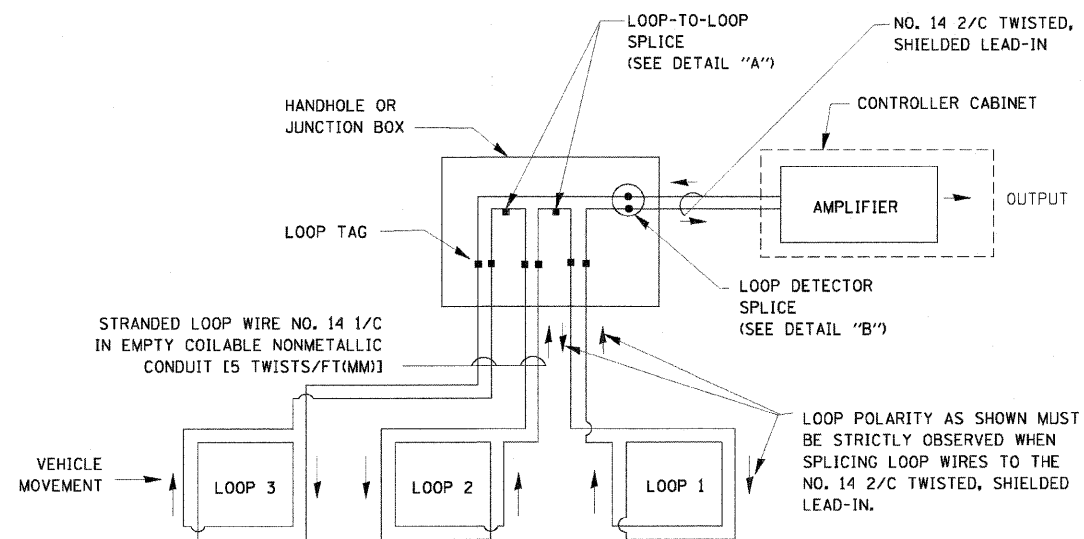 LOOP-TO-LOOP
SPLICE
(SEE DETAIL "A")
NO. 14 2/C TWISTED,
SHIELDED LEAD-IN
HANDHOLE OR
JUNCTION BOX
CONTROLLER CABINET
AMPLIFIER
OUTPUT
LOOP TAG
LOOP DETECTOR
SPLICE
(SEE DETAIL "B")
STRANDED LOOP WIRE NO. 14 1/C
IN EMPTY COILABLE NONMETALLIC
CONDUIT [5 TWISTS/FT(MM)]
LOOP POLARITY AS SHOWN MUST
BE STRICTLY OBSERVED WHEN
SPLICING LOOP WIRES TO THE
NO. 14 2/C TWISTED, SHIELDED
LEAD-IN.
VEHICLE
MOVEMENT
LOOP 3
LOOP 2
LOOP 1